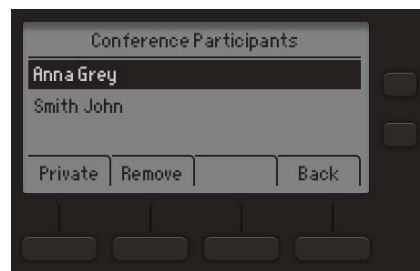 Conference Participants
Anna Grey
Smith John
Private Remove Back